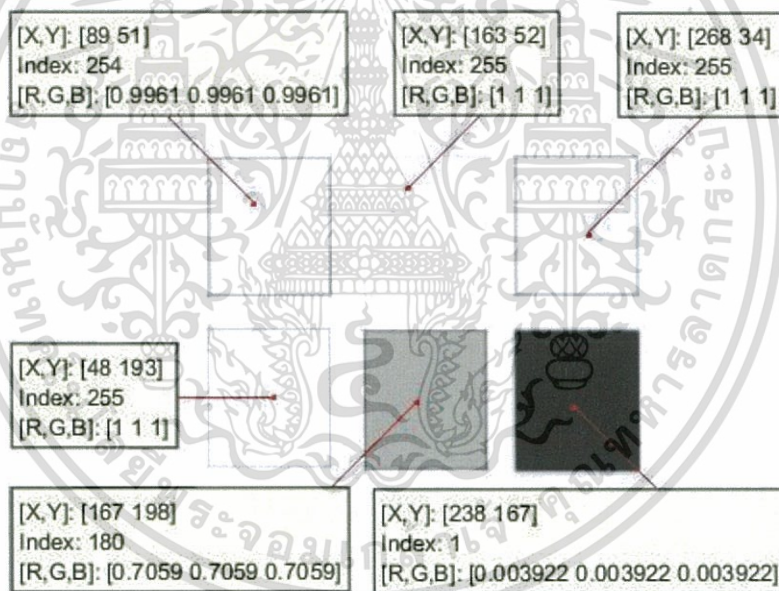 [X,Y]: [89 51]
Index: 254
[R,G,B]: [0.9961 0.9961 0.9961]
[X,Y]: [163 52]
Index: 255
[R,G,B]: [1 1 1]
[X,Y]: [268 34]
Index: 255
[R,G,B]: [1 1 1]
[X,Y]: [48 193]
Index: 255
[R,G,B]: [1 1 1]
[X,Y]: [167 198]
Index: 180
[R,G,B]: [0.7059 0.7059 0.7059]
[X,Y]: [238 167]
Index: 1
[R,G,B]: [0.003922 0.003922 0.003922]